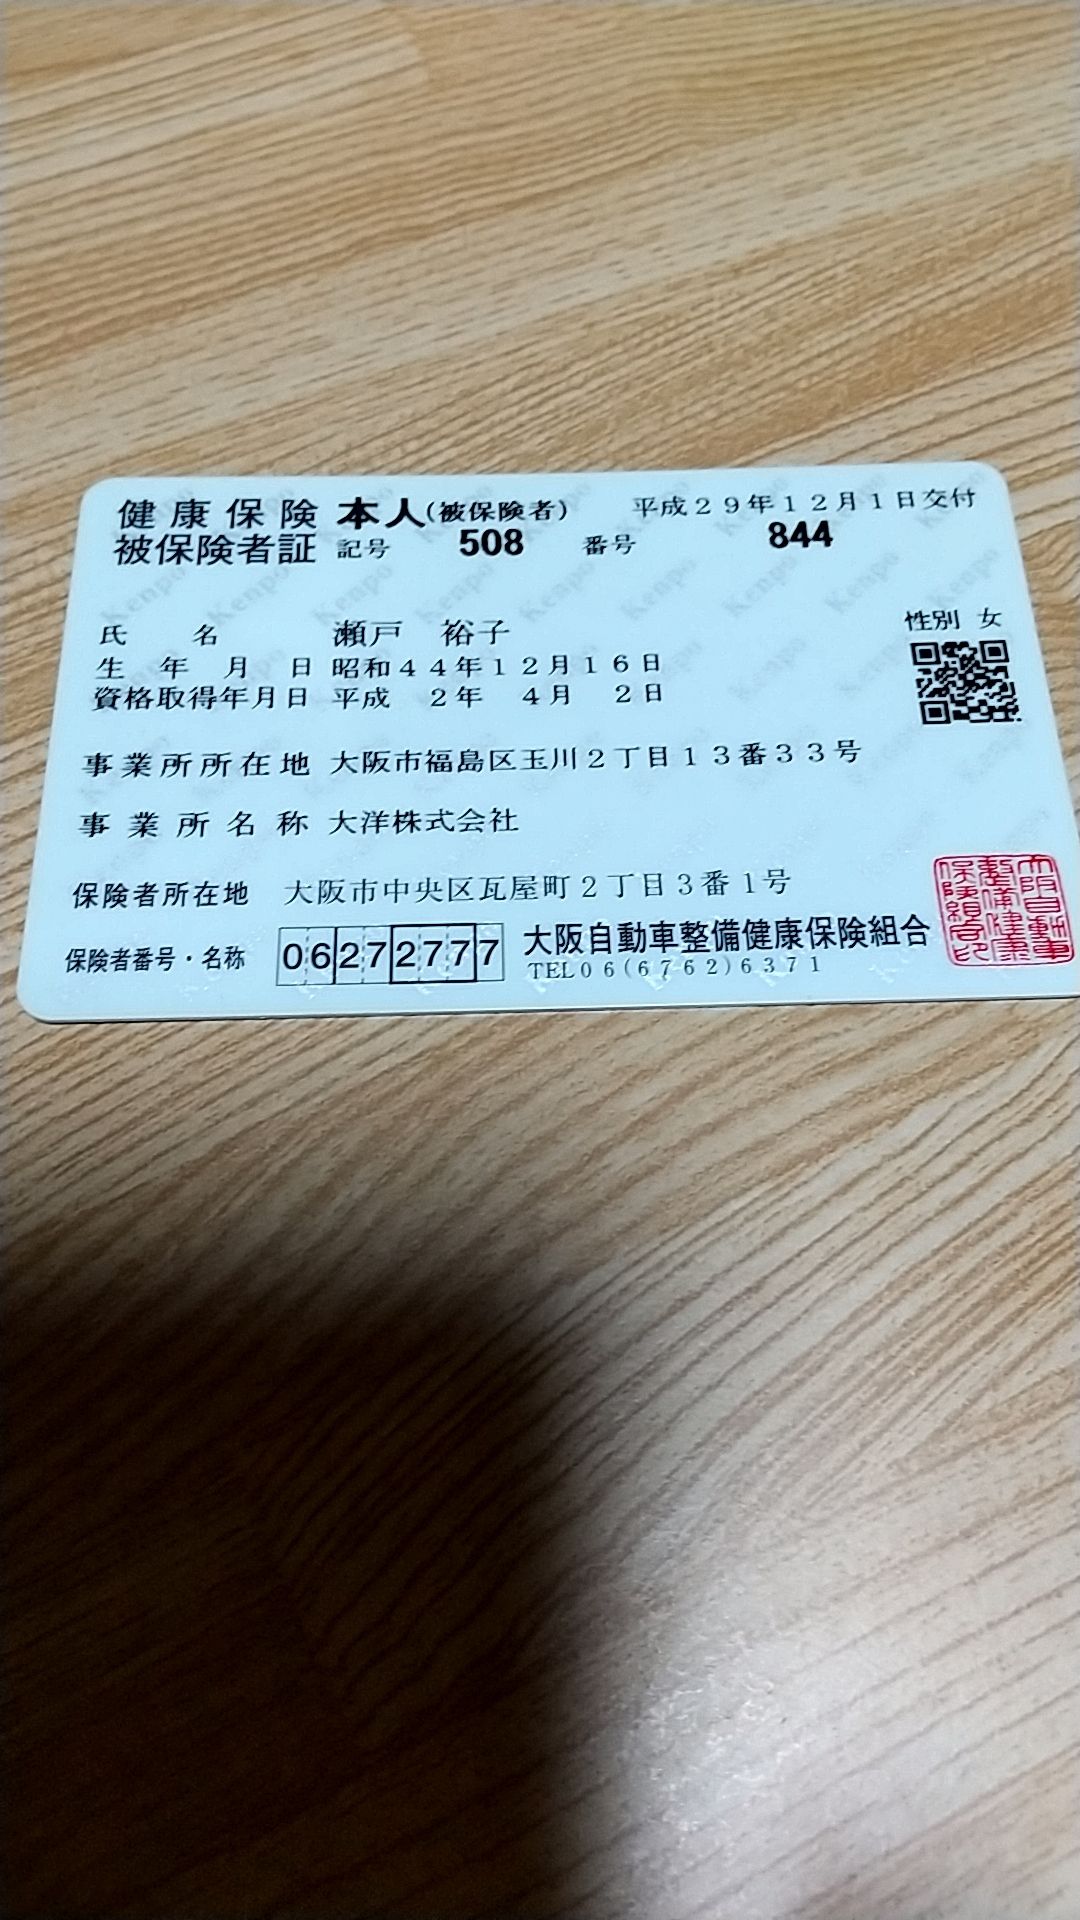 健康保険 本人(被保険者) 平成29年12月1日交付
被保険者証 記号 508 番号 844
氏名 瀬戸 裕子 性別 女
生年月日 昭和44年12月16日
資格取得年月日 平成 2年 4月 2日
事業所所在地 大阪市福島区玉川2丁目13番33号
事業所名称 大洋株式会社
保険者所在地 大阪市中央区瓦屋町2丁目3番1号
保険者番号・名称 06272777 大阪自動車整備健康保険組合
TEL06(6762)6371